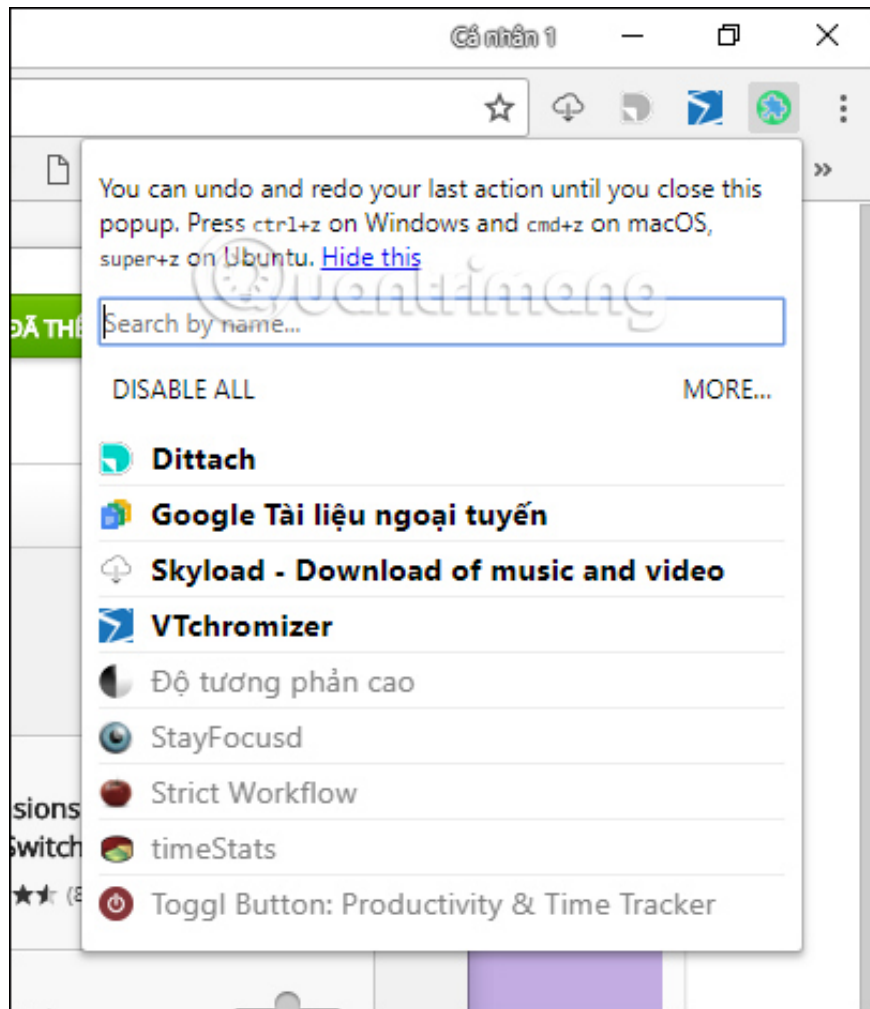 Cá nhân 1
You can undo and redo your last action until you close this
popup. Press ctrl+z on Windows and cmd+z on macOS,
super+z on Ubuntu. Hide this
Quantrimang
ĐÃ THÊ
Search by name...
DISABLE ALL
MORE...
Dittach
Google Tài liệu ngoại tuyến
Skyload - Download of music and video
VTchromizer
Độ tương phản cao
StayFocusd
Strict Workflow
timeStats
sions
Switch
Toggl Button: Productivity & Time Tracker